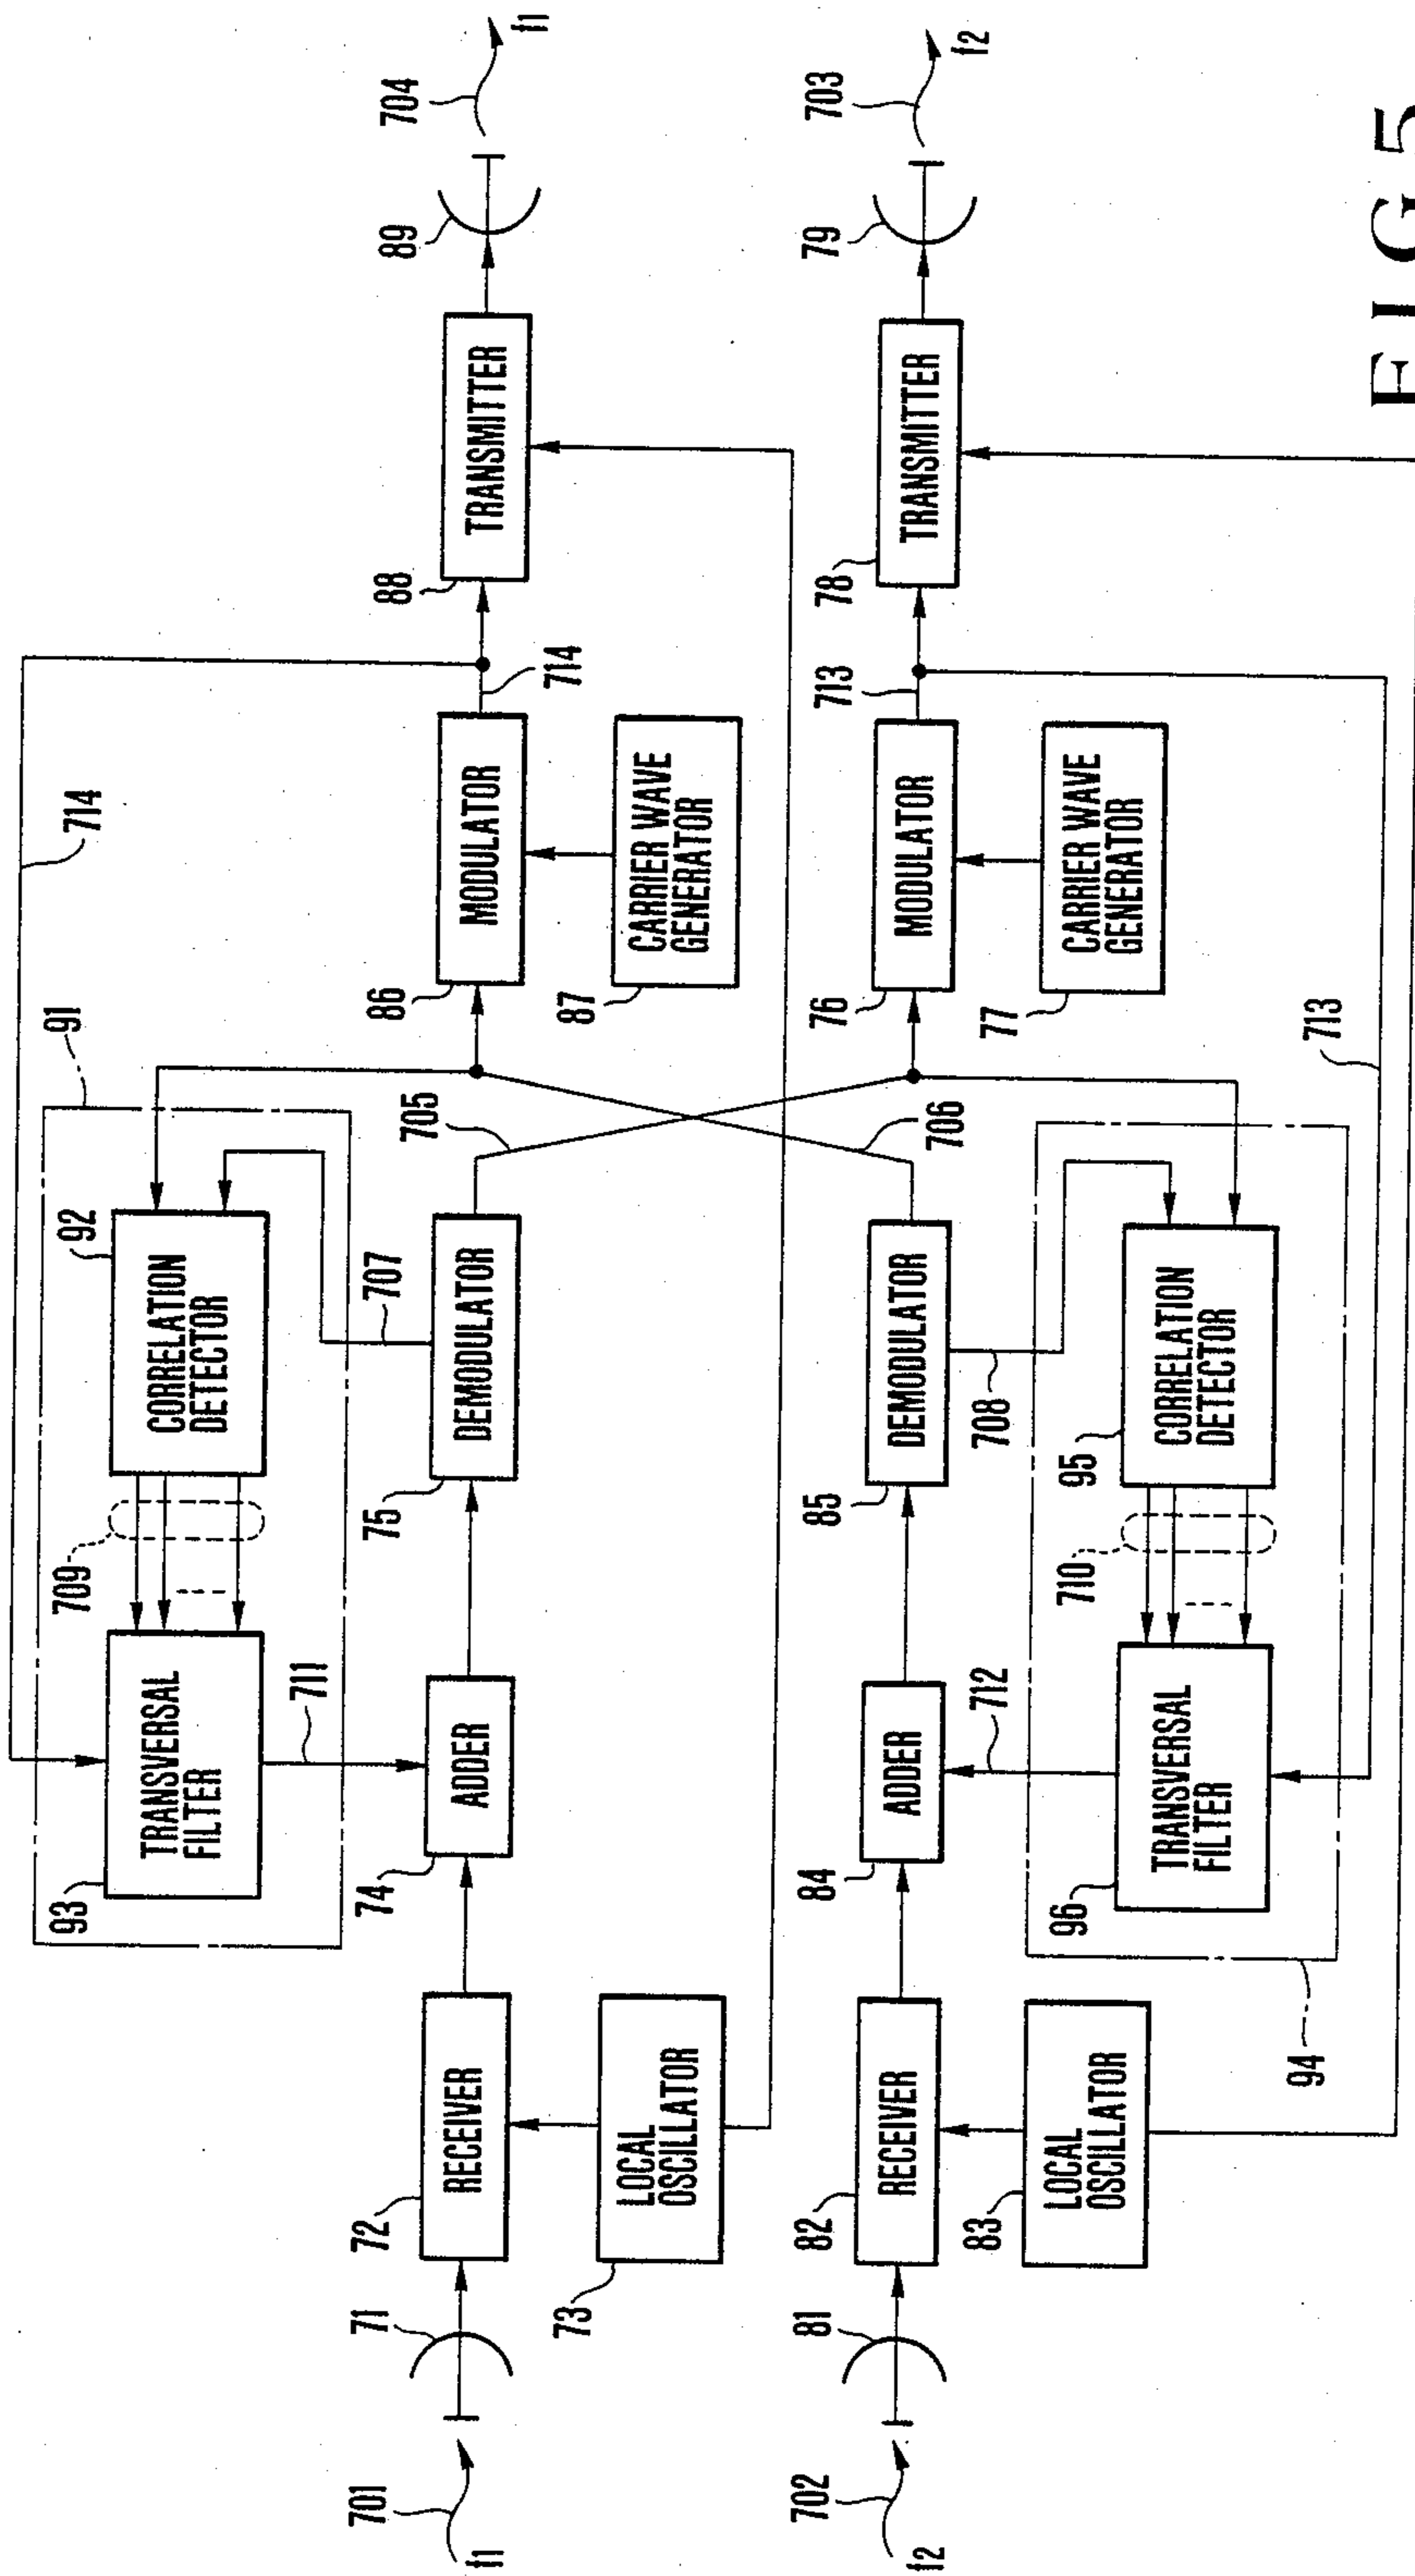 714
91
93
TRANSVERSAL
FILTER
709
92
CORRELATION
DETECTOR
711
707
705
714
701
f1
71
72
RECEIVER
74
ADDER
75
DEMODULATOR
86
MODULATOR
88
TRANSMITTER
89
704
f1
73
LOCAL
OSCILLATOR
87
CARRIER WAVE
GENERATOR
706
702
f2
81
82
RECEIVER
84
ADDER
85
DEMODULATOR
76
MODULATOR
713
78
TRANSMITTER
79
703
f2
83
LOCAL
OSCILLATOR
712
708
77
CARRIER WAVE
GENERATOR
96
TRANSVERSAL
FILTER
710
95
CORRELATION
DETECTOR
713
94
FIG.5